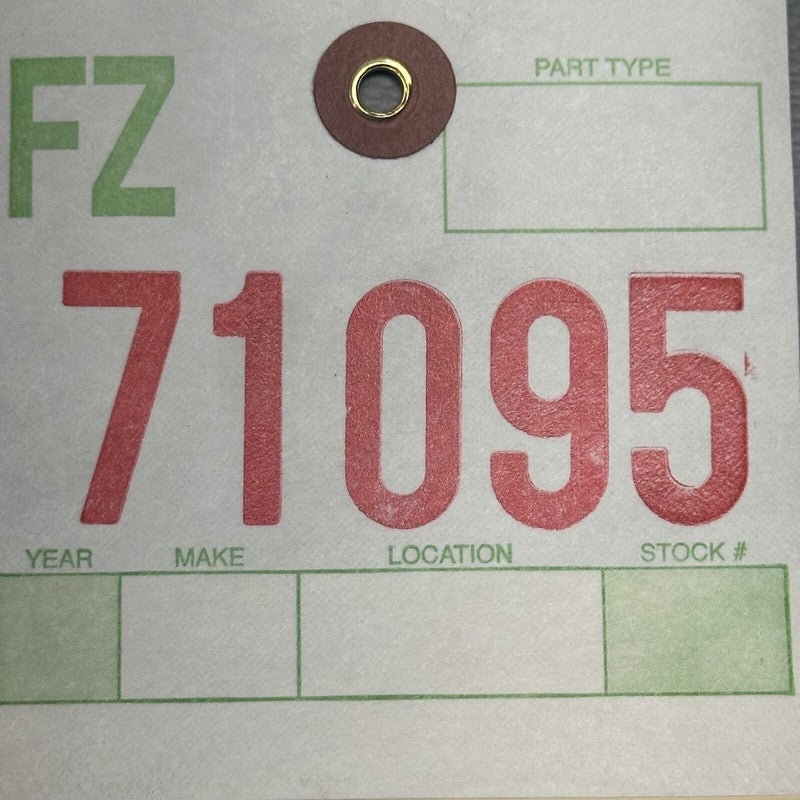 FZ
PART TYPE
71095
YEAR MAKE LOCATION STOCK #